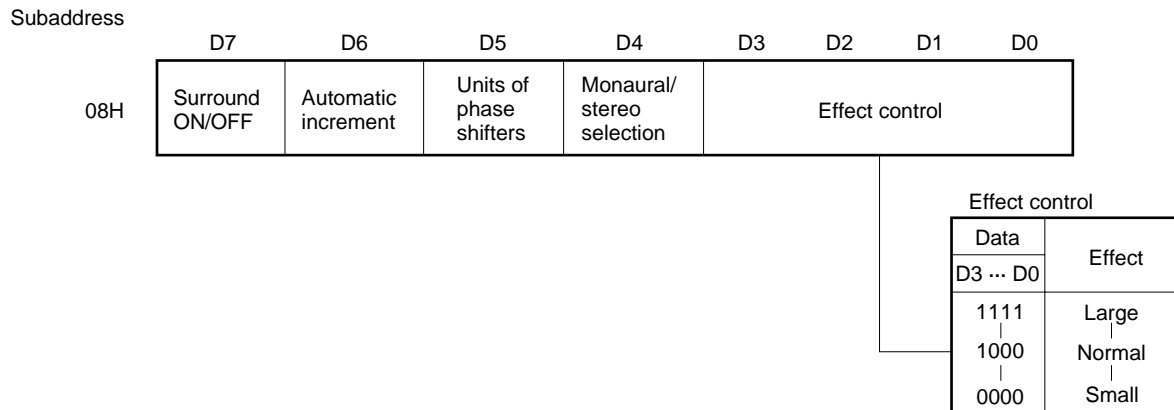 Subaddress
D7 D6 D5 D4 D3 D2 D1 D0
08H
Surround
ON/OFF
Automatic
increment
Units of
phase
shifters
Monaural/
stereo
selection
Effect control
Effect control
Data
D3 ··· D0
Effect
1111 Large
1000 Normal
0000 Small